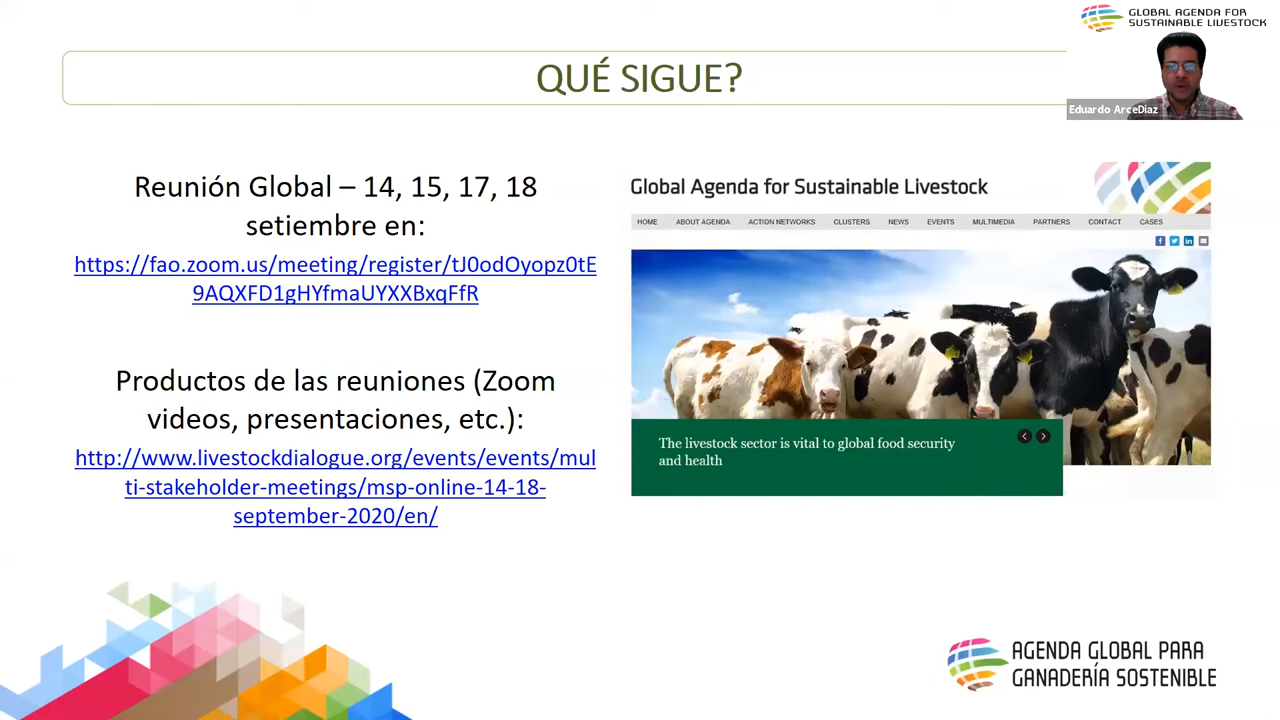 GLOBAL AGENDA FOR
SUSTAINABLE LIVESTOCK
QUÉ SIGUE?
Eduardo ArceDiaz
Reunión Global – 14, 15, 17, 18
setiembre en:
https://fao.zoom.us/meeting/register/tJ0odOyopz0tE
9AQXFD1gHYfmaUYXXBxqFfR
Productos de las reuniones (Zoom
videos, presentaciones, etc.):
http://www.livestockdialogue.org/events/events/mul
ti-stakeholder-meetings/msp-online-14-18-
september-2020/en/
Global Agenda for Sustainable Livestock
HOME ABOUT AGENDA ACTION NETWORKS CLUSTERS NEWS EVENTS MULTIMEDIA PARTNERS CONTACT CASES
The livestock sector is vital to global food security
and health
AGENDA GLOBAL PARA
GANADERÍA SOSTENIBLE